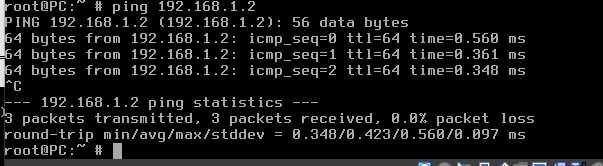 root@PC:~ # ping 192.168.1.2
PING 192.168.1.2 (192.168.1.2): 56 data bytes
64 bytes from 192.168.1.2: icmp_seq=0 ttl=64 time=0.560 ms
64 bytes from 192.168.1.2: icmp_seq=1 ttl=64 time=0.361 ms
64 bytes from 192.168.1.2: icmp_seq=2 ttl=64 time=0.348 ms
^C
--- 192.168.1.2 ping statistics ---
3 packets transmitted, 3 packets received, 0.0% packet loss
round-trip min/avg/max/stddev = 0.348/0.423/0.560/0.097 ms
root@PC:~ #